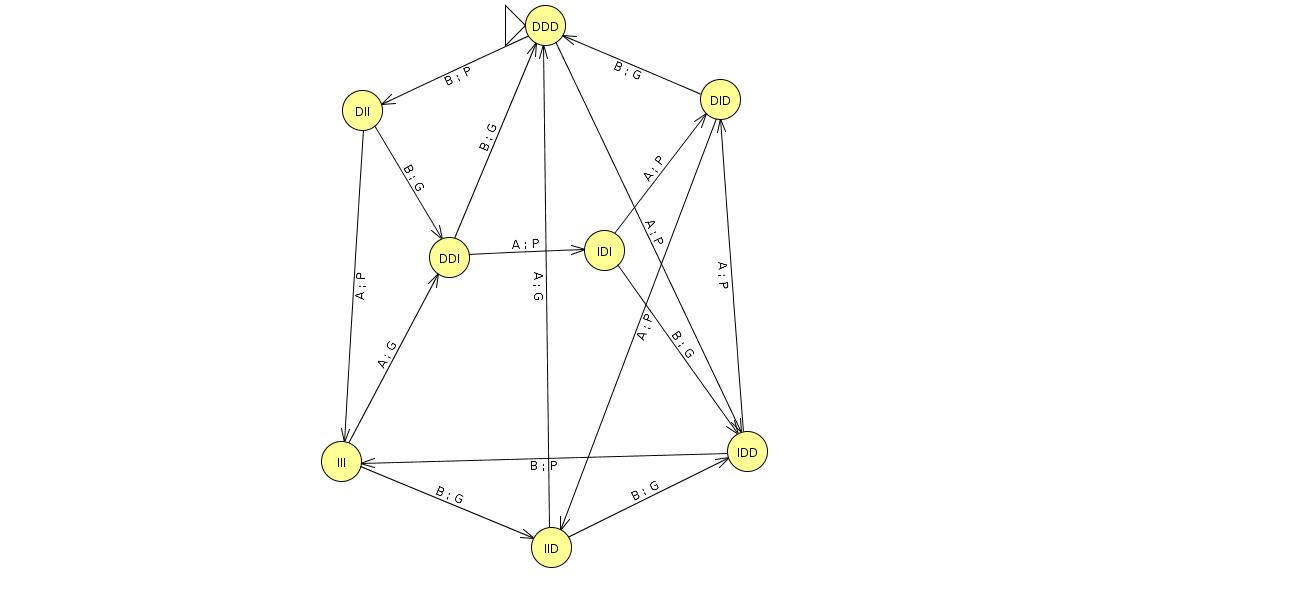 DDD
B ; P
B ; G
DID
DII
B ; G
A ; P
B ; G
A ; P
A ; P
DDI
IDI
A ; P
A ; G
A ; P
A ; P
B ; G
A ; G
III
B ; P
IDD
B ; G
B ; G
IID